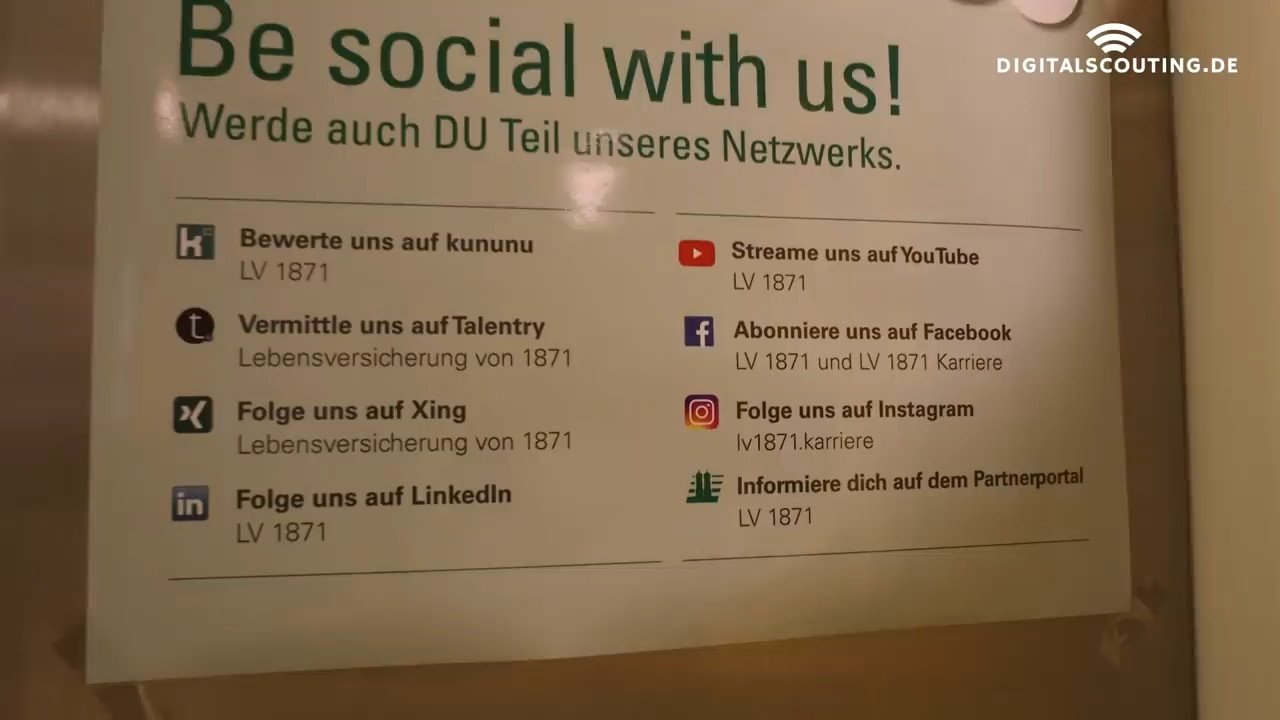 DIGITALSCOUTING.DE
Be social with us!
Werde auch DU Teil unseres Netzwerks.
Bewerte uns auf kununu
LV 1871
Vermittle uns auf Talentry
Lebensversicherung von 1871
Folge uns auf Xing
Lebensversicherung von 1871
Folge uns auf LinkedIn
LV 1871
Streame uns auf YouTube
LV 1871
Abonniere uns auf Facebook
LV 1871 und LV 1871 Karriere
Folge uns auf Instagram
lv1871.karriere
Informiere dich auf dem Partnerportal
LV 1871